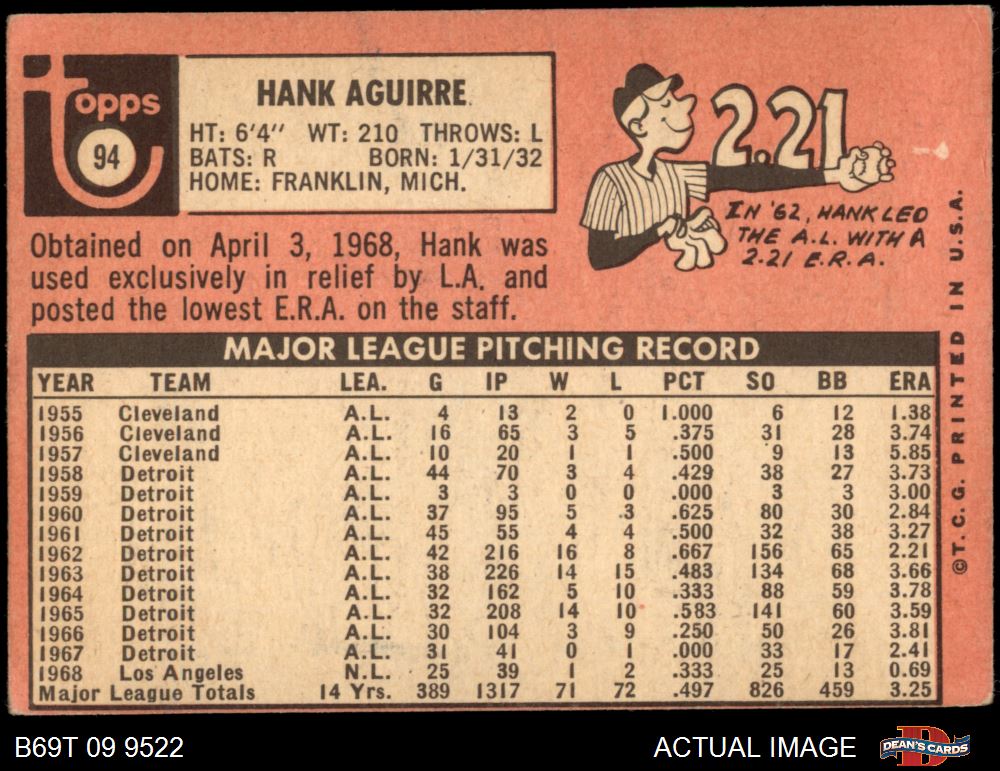 Topps
94
HANK AGUIRRE
HT: 6'4" WT: 210 THROWS: L
BATS: R BORN: 1/31/32
HOME: FRANKLIN, MICH.
2.21
IN '62, HANK LED
THE A.L. WITH A
2.21 E.R.A.
Obtained on April 3, 1968, Hank was
used exclusively in relief by L.A. and
posted the lowest E.R.A. on the staff.
MAJOR LEAGUE PITCHING RECORD
YEAR TEAM LEA. G IP W L PCT SO BB ERA
1955 Cleveland A.L. 4 13 2 0 1.000 6 12 1.38
1956 Cleveland A.L. 16 65 3 5 .375 31 28 3.74
1957 Cleveland A.L. 10 20 1 1 .500 9 13 5.85
1958 Detroit A.L. 44 70 3 4 .429 38 27 3.73
1959 Detroit A.L. 3 3 0 0 .000 3 3 3.00
1960 Detroit A.L. 37 95 5 3 .625 80 30 2.84
1961 Detroit A.L. 45 55 4 4 .500 32 38 3.27
1962 Detroit A.L. 42 216 16 8 .667 156 65 2.21
1963 Detroit A.L. 38 226 14 15 .483 134 68 3.66
1964 Detroit A.L. 32 162 5 10 .333 88 59 3.78
1965 Detroit A.L. 32 208 14 10 .583 141 60 3.59
1966 Detroit A.L. 30 104 3 9 .250 50 26 3.81
1967 Detroit A.L. 31 41 0 1 .000 33 17 2.41
1968 Los Angeles N.L. 25 39 1 2 .333 25 13 0.69
Major League Totals 14 Yrs. 389 1317 71 72 .497 826 459 3.25
©T. C. G. PRINTED IN U.S.A.
B69T 09 9522
ACTUAL IMAGE
DEAN'S CARDS